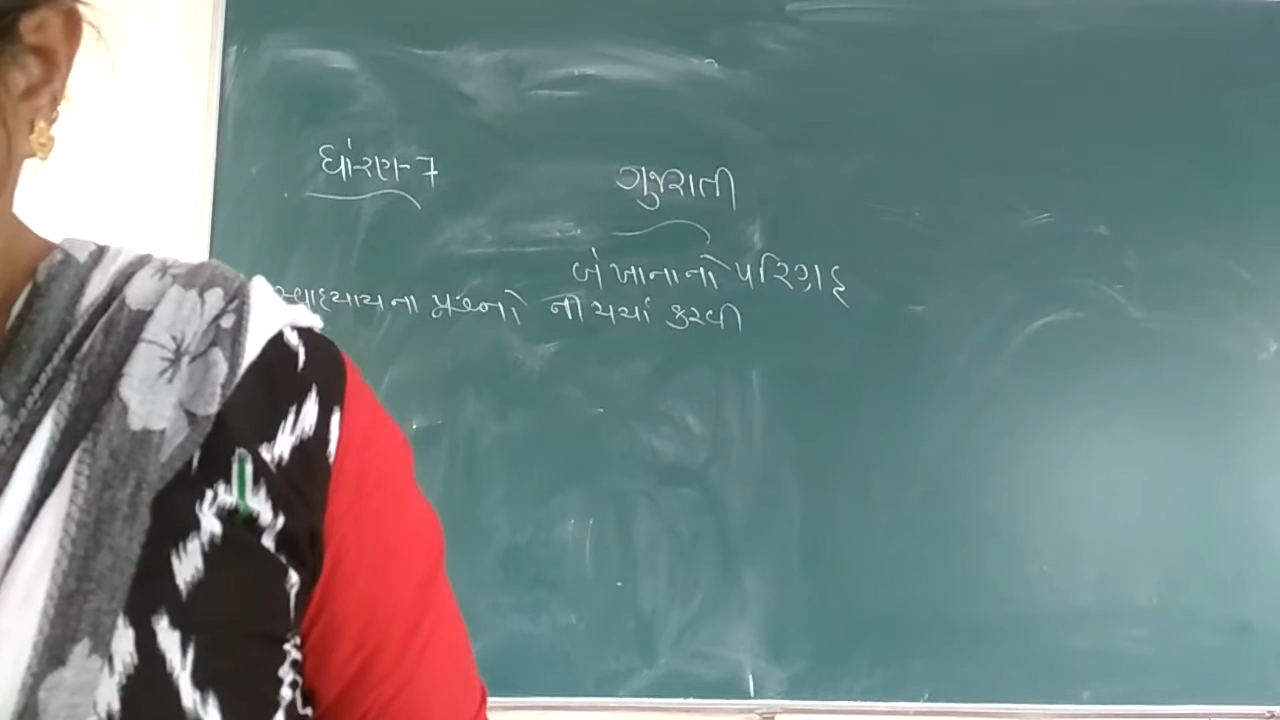 ધોરણ-7
ગુજરાતી
બે ખાનાનો પરિગ્રહ
સ્વાધ્યાયના પ્રશ્નો ની ચર્ચા કરવી